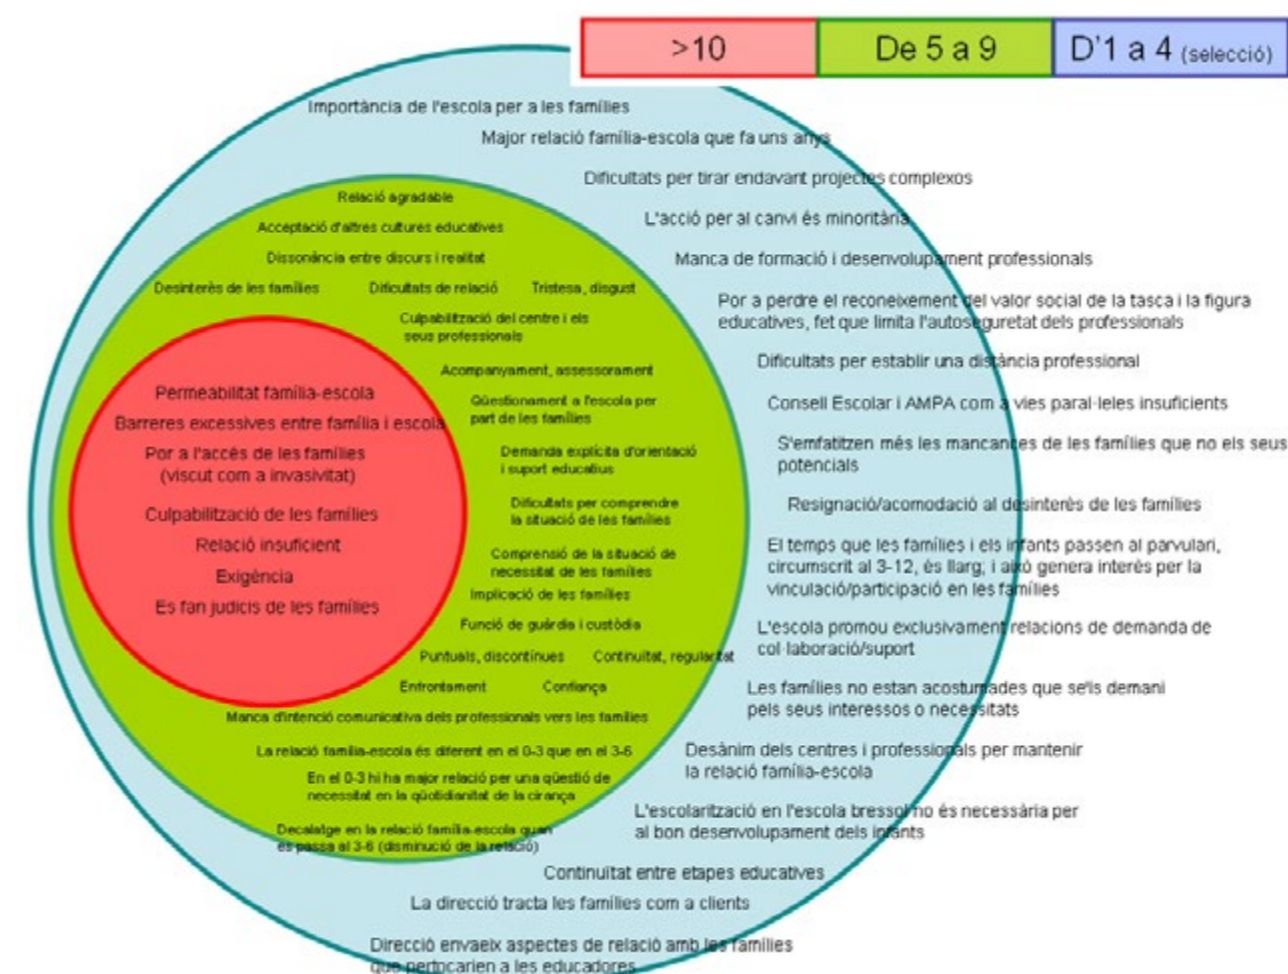 >10
De 5 a 9
D'1 a 4 (selecció)
Importància de l'escola per a les famílies
Major relació família-escola que fa uns anys
Dificultats per tirar endavant projectes complexos
L'acció per al canvi és minoritària
Manca de formació i desenvolupament professionals
Por a perdre el reconeixement del valor social de la tasca i la figura
educatives, fet que limita l'autoseguretat dels professionals
Dificultats per establir una distància professional
Consell Escolar i AMPA com a vies paral·leles insuficients
S'emfatitzen més les mancances de les famílies que no els seus
potencials
Resignació/acomodació al desinterès de les famílies
El temps que les famílies i els infants passen al parvulari,
circumscrit al 3-12, és llarg; i això genera interès per la
vinculació/participació en les famílies
L'escola promou exclusivament relacions de demanda de
col·laboració/suport
Les famílies no estan acostumades que se'ls demani
pels seus interessos o necessitats
Desànim dels centres i professionals per mantenir
la relació família-escola
L'escolarització en l'escola bressol no és necessària per
al bon desenvolupament dels infants
Continuïtat entre etapes educatives
La direcció tracta les famílies com a clients
Direcció envaeix aspectes de relació amb les famílies
que pertocarien a les educadores
Relació agradable
Acceptació d'altres cultures educatives
Dissonància entre discurs i realitat
Desinterès de les famílies
Dificultats de relació
Tristesa, disgust
Culpabilització del centre i els
seus professionals
Acompanyament, assessorament
Qüestionament a l'escola per
part de les famílies
Demanda explícita d'orientació
i suport educatius
Dificultats per comprendre
la situació de les famílies
Comprensió de la situació de
necessitat de les famílies
Implicació de les famílies
Funció de guàrdia i custòdia
Puntuals, discontínues
Continuïtat, regularitat
Enfrontament
Confiança
Manca d'intenció comunicativa dels professionals vers les famílies
La relació família-escola és diferent en el 0-3 que en el 3-6
En el 0-3 hi ha major relació per una qüestió de
necessitat en la qüotidianitat de la ciránça
Decalatge en la relació família-escola quan
es passa al 3-6 (disminució de la relació)
Permeabilitat família-escola
Barreres excessives entre família i escola
Por a l'accés de les famílies
(viscut com a invasivitat)
Culpabilització de les famílies
Relació insuficient
Exigència
Es fan judicis de les famílies